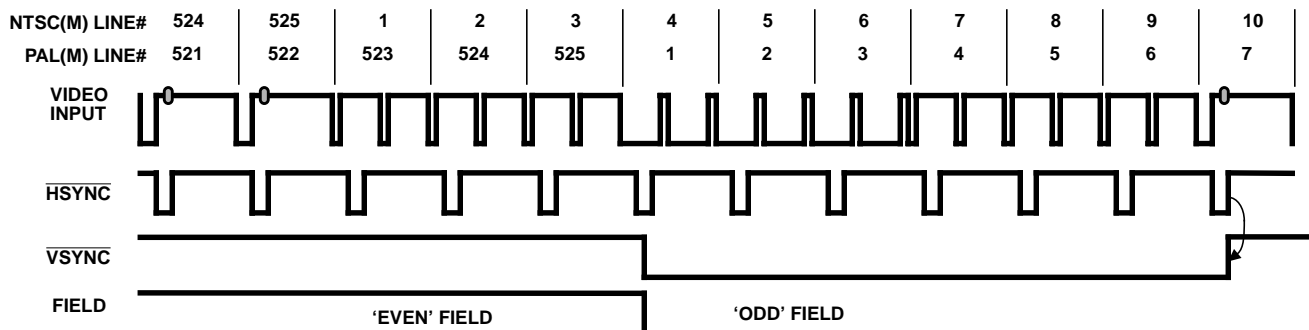 NTSC(M) LINE# 524 525 1 2 3 4 5 6 7 8 9 10
PAL(M) LINE# 521 522 523 524 525 1 2 3 4 5 6 7
VIDEO
INPUT
HSYNC
VSYNC
FIELD
‘EVEN’ FIELD
‘ODD’ FIELD